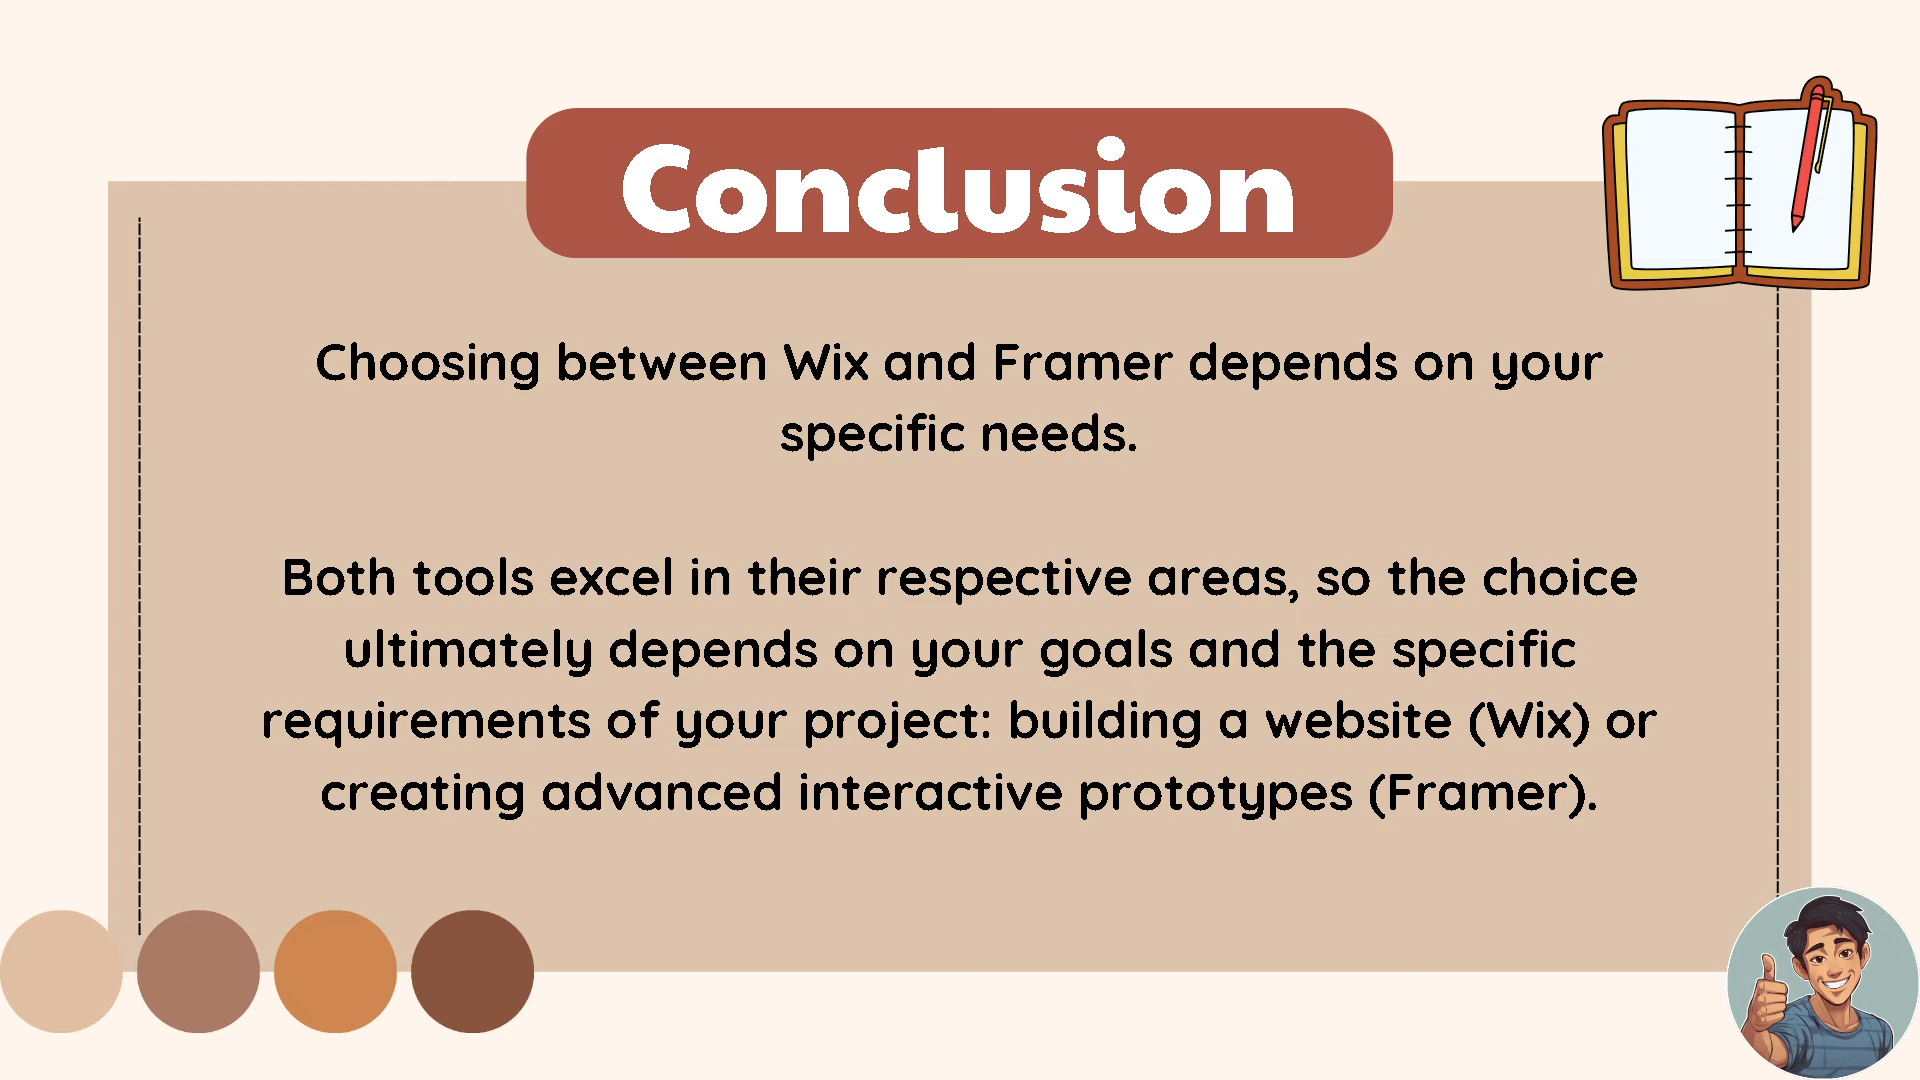 Conclusion
Choosing between Wix and Framer depends on your
specific needs.
Both tools excel in their respective areas, so the choice
ultimately depends on your goals and the specific
requirements of your project: building a website (Wix) or
creating advanced interactive prototypes (Framer).